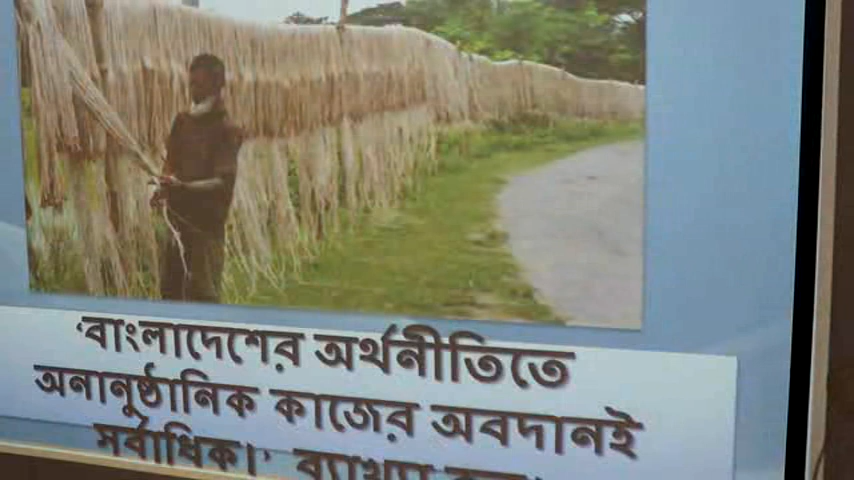 ‘বাংলাদেশের অর্থনীতিতে
অনানুষ্ঠানিক কাজের অবদানই
সর্বাধিক।’ ব্যাখ্যা